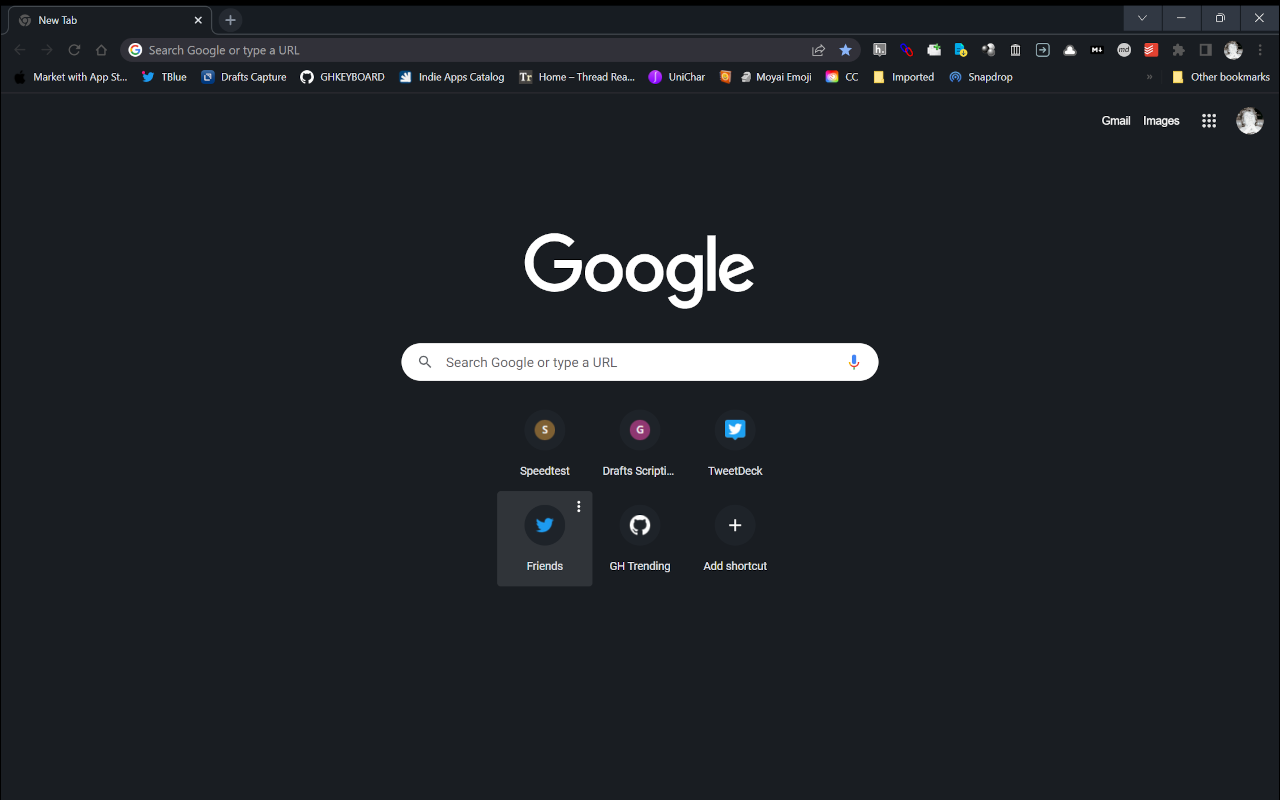 New Tab
Search Google or type a URL
Market with App St... TBlue Drafts Capture GHKEYBOARD Indie Apps Catalog Tr Home – Thread Rea... UniChar Moyai Emoji CC Imported Snapdrop » Other bookmarks
Gmail Images
Google
Search Google or type a URL
S G
Speedtest Drafts Scripti... TweetDeck
Friends GH Trending Add shortcut